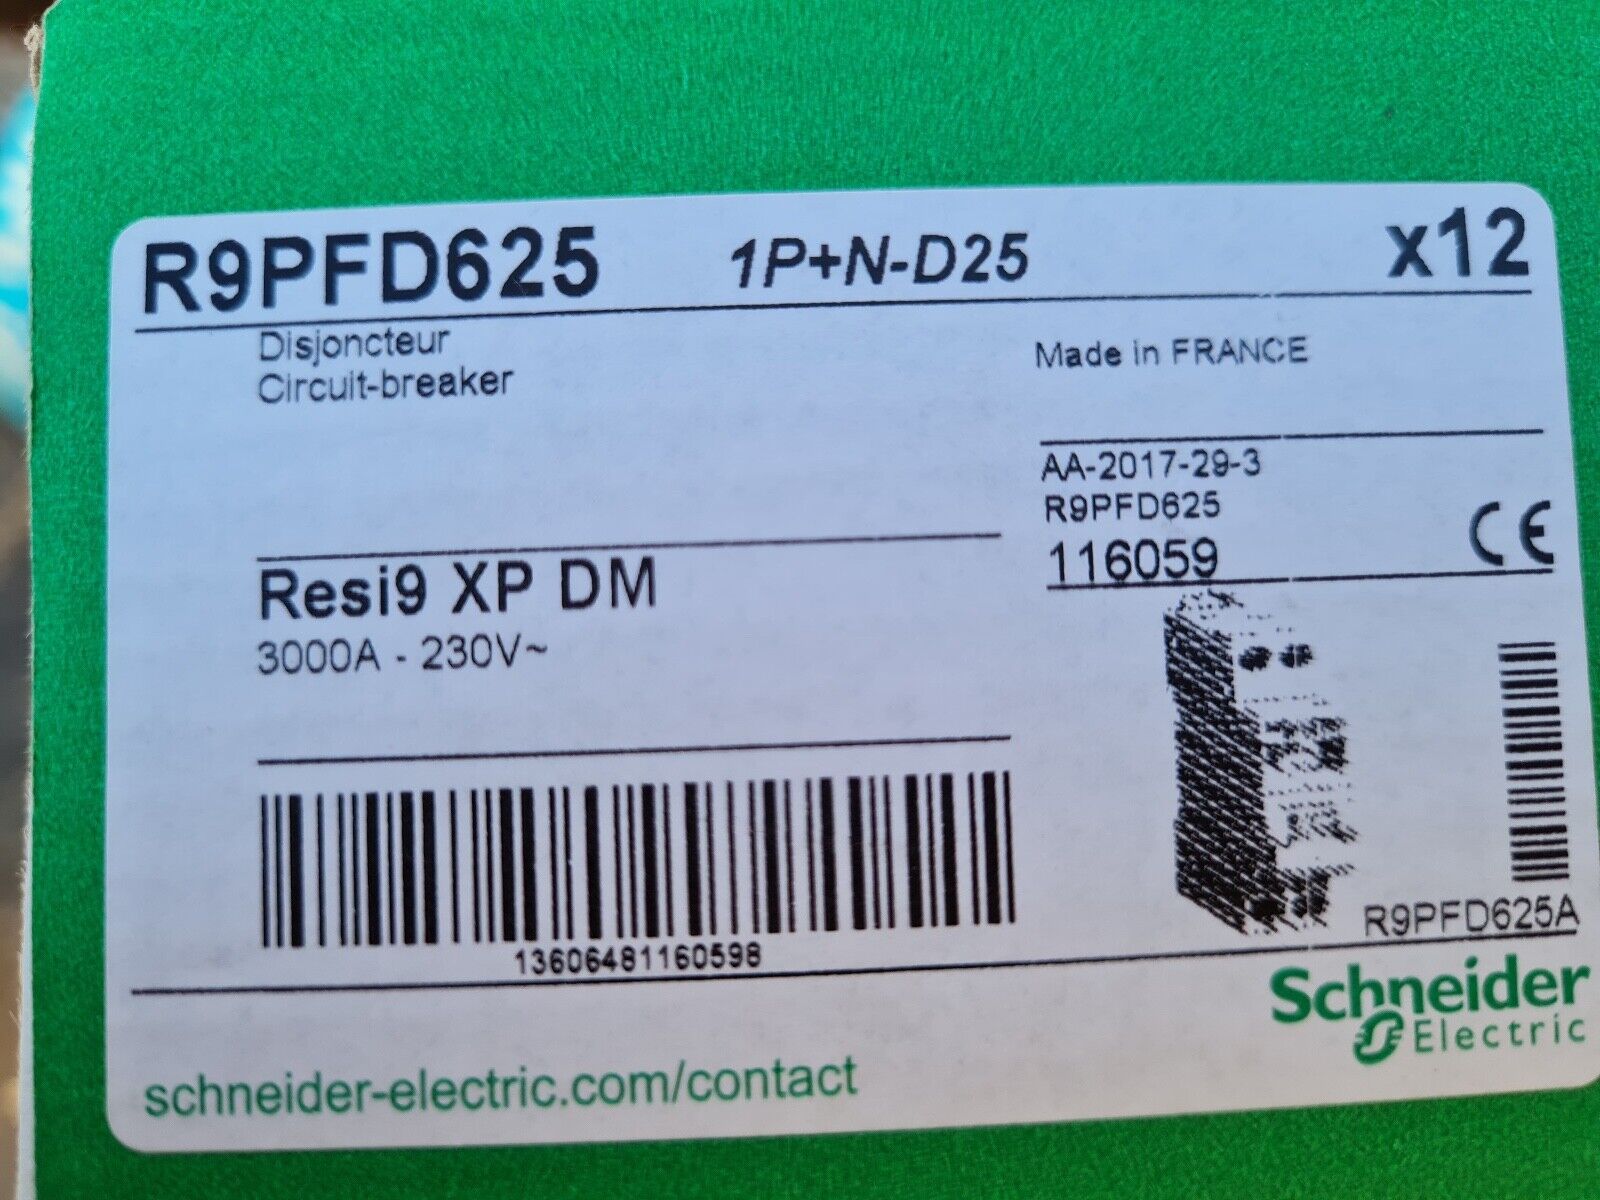 R9PFD625 1P+N-D25 x12
Disjoncteur
Circuit-breaker
Made in FRANCE
AA-2017-29-3
R9PFD625
116059
CE
Resi9 XP DM
3000A - 230V~
13606481160598
R9PFD625A
Schneider
Electric
schneider-electric.com/contact